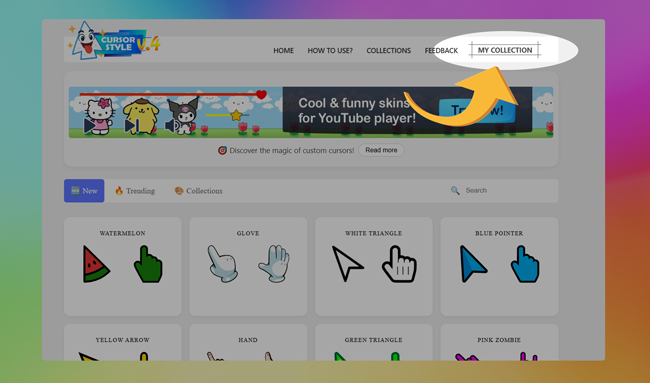 CURSOR
STYLE
V.4
HOME HOW TO USE? COLLECTIONS FEEDBACK MY COLLECTION
Cool & funny skins
for YouTube player!
Discover the magic of custom cursors! Read more
New Trending Collections Search
WATERMELON GLOVE WHITE TRIANGLE BLUE POINTER
YELLOW ARROW HAND GREEN TRIANGLE PINK ZOMBIE